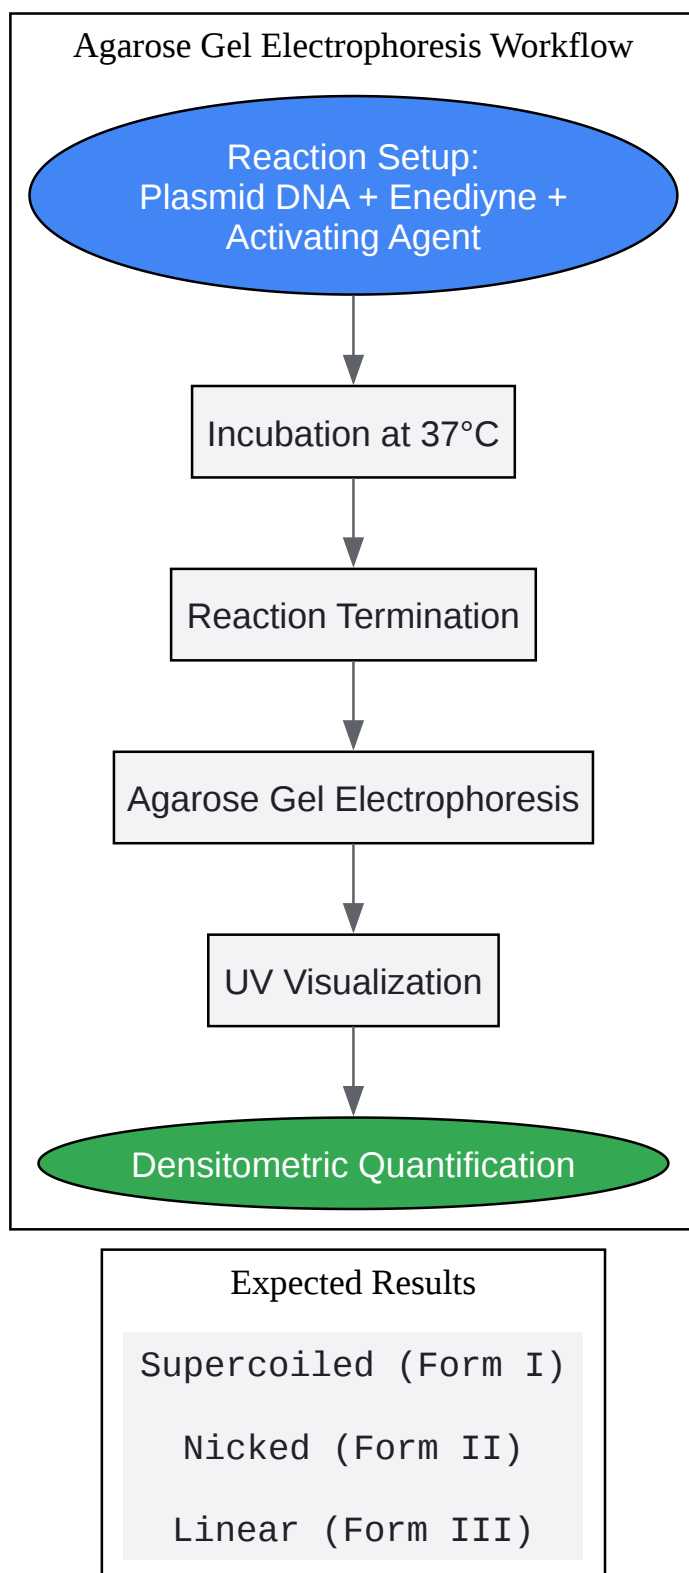 Agarose Gel Electrophoresis Workflow
Reaction Setup:
Plasmid DNA + Enediyne +
Activating Agent
Incubation at 37°C
Reaction Termination
Agarose Gel Electrophoresis
UV Visualization
Densitometric Quantification
Expected Results
Supercoiled (Form I)
Nicked (Form II)
Linear (Form III)